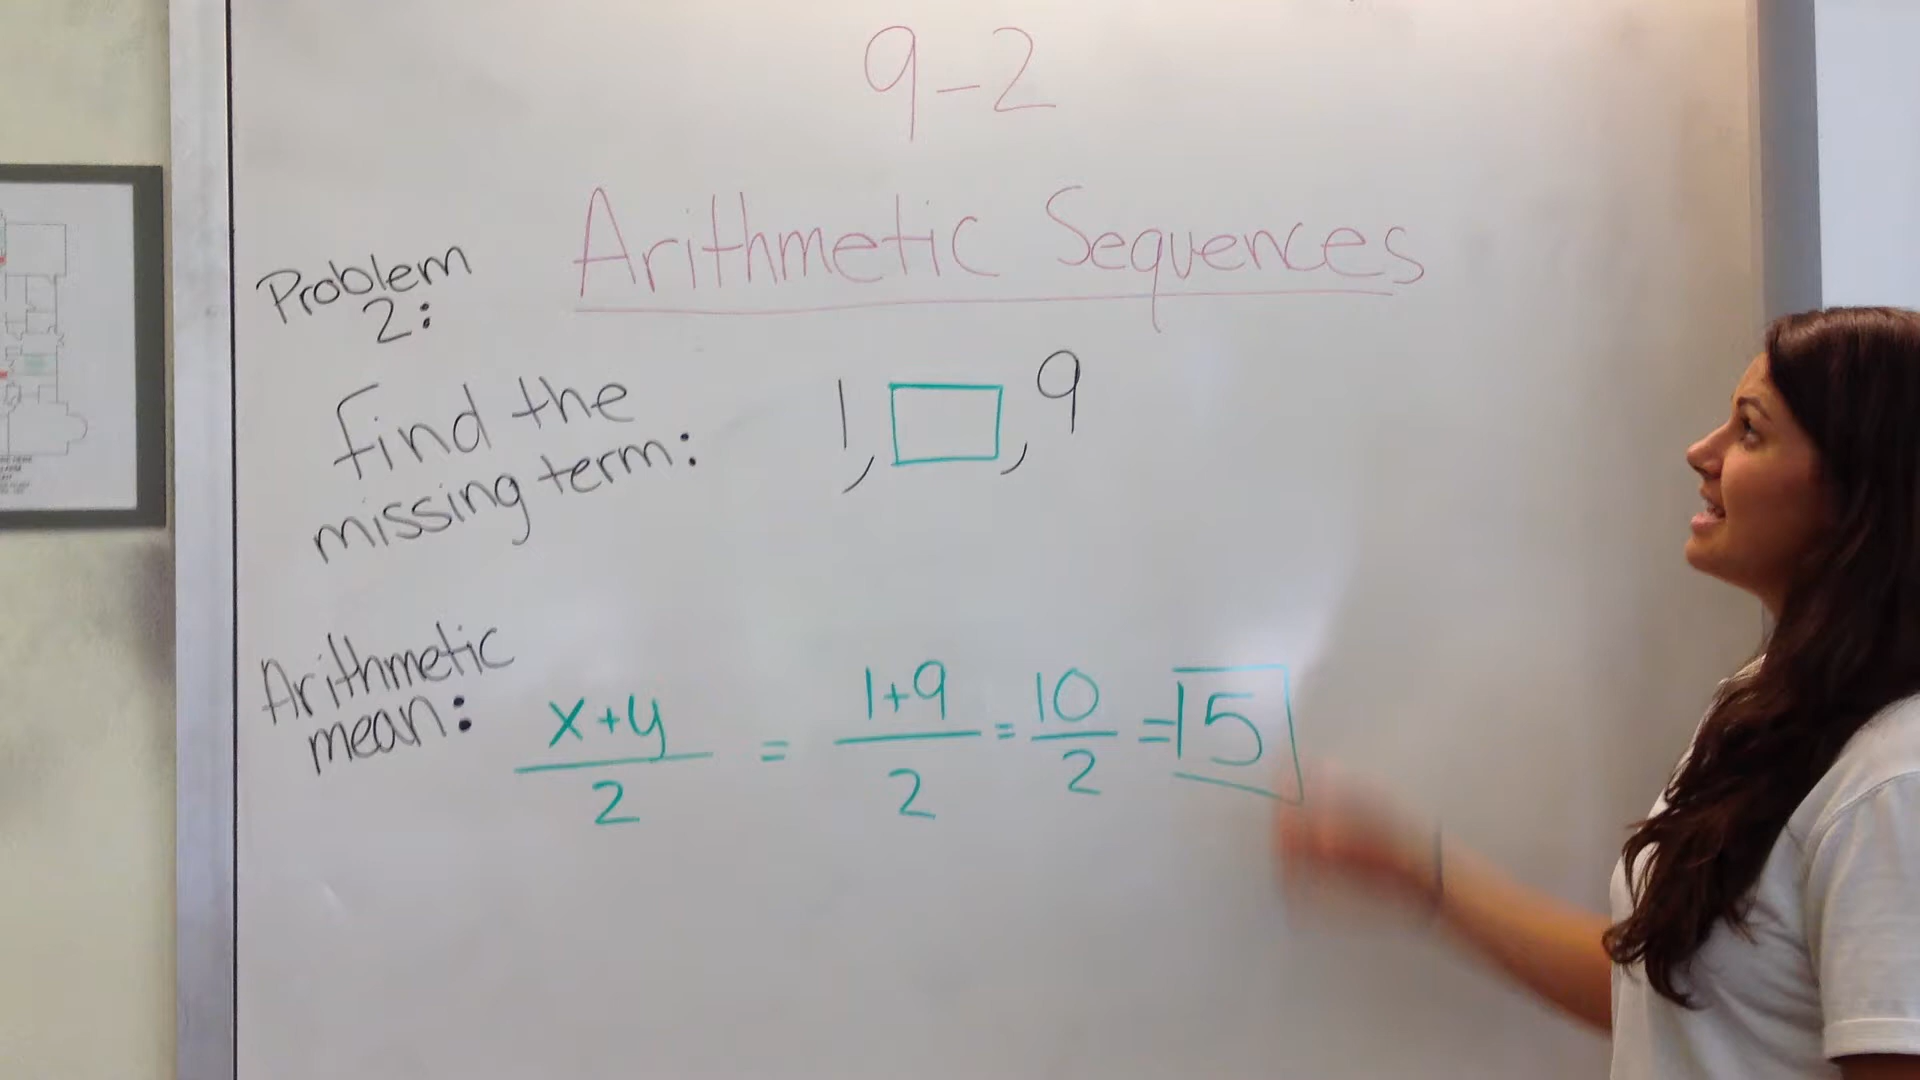 9-2
Arithmetic Sequences
Problem
2:
find the
missing term:
1, , 9
Arithmetic
mean:
x+y
2
=
1+9
2
=
10
2
=
5